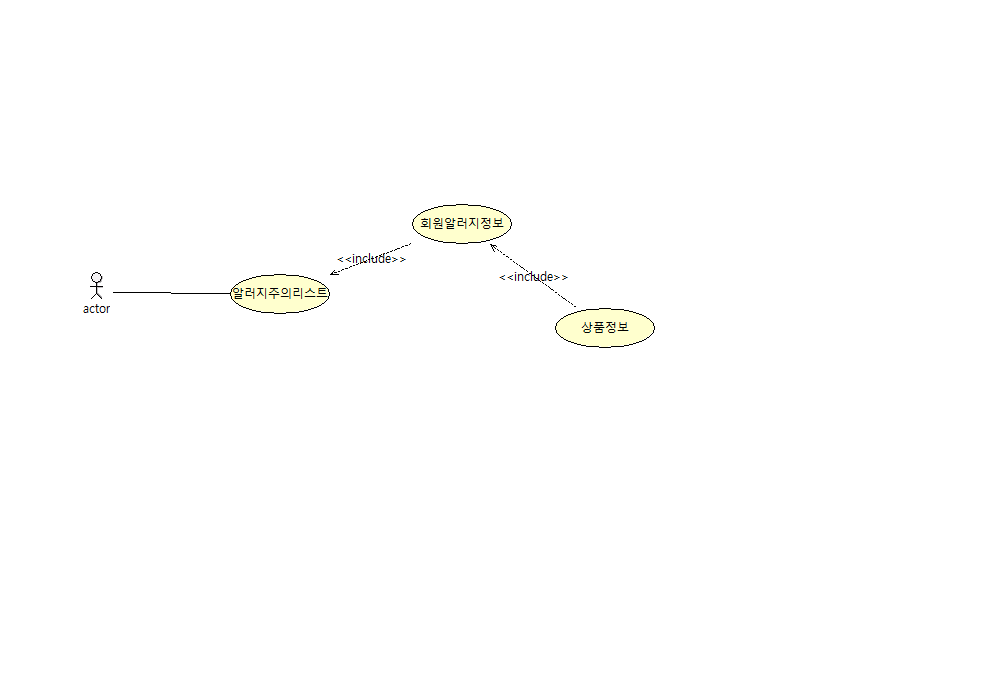 회원알러지정보
<<include>>
<<include>>
알러지주의리스트
actor
상품정보